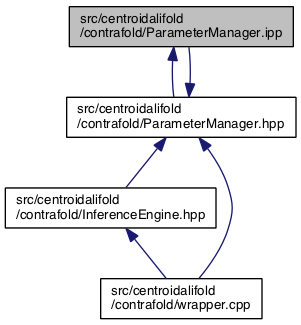 src/centroidalifold
/contrafold/ParameterManager.ipp
src/centroidalifold
/contrafold/ParameterManager.hpp
src/centroidalifold
/contrafold/InferenceEngine.hpp
src/centroidalifold
/contrafold/wrapper.cpp